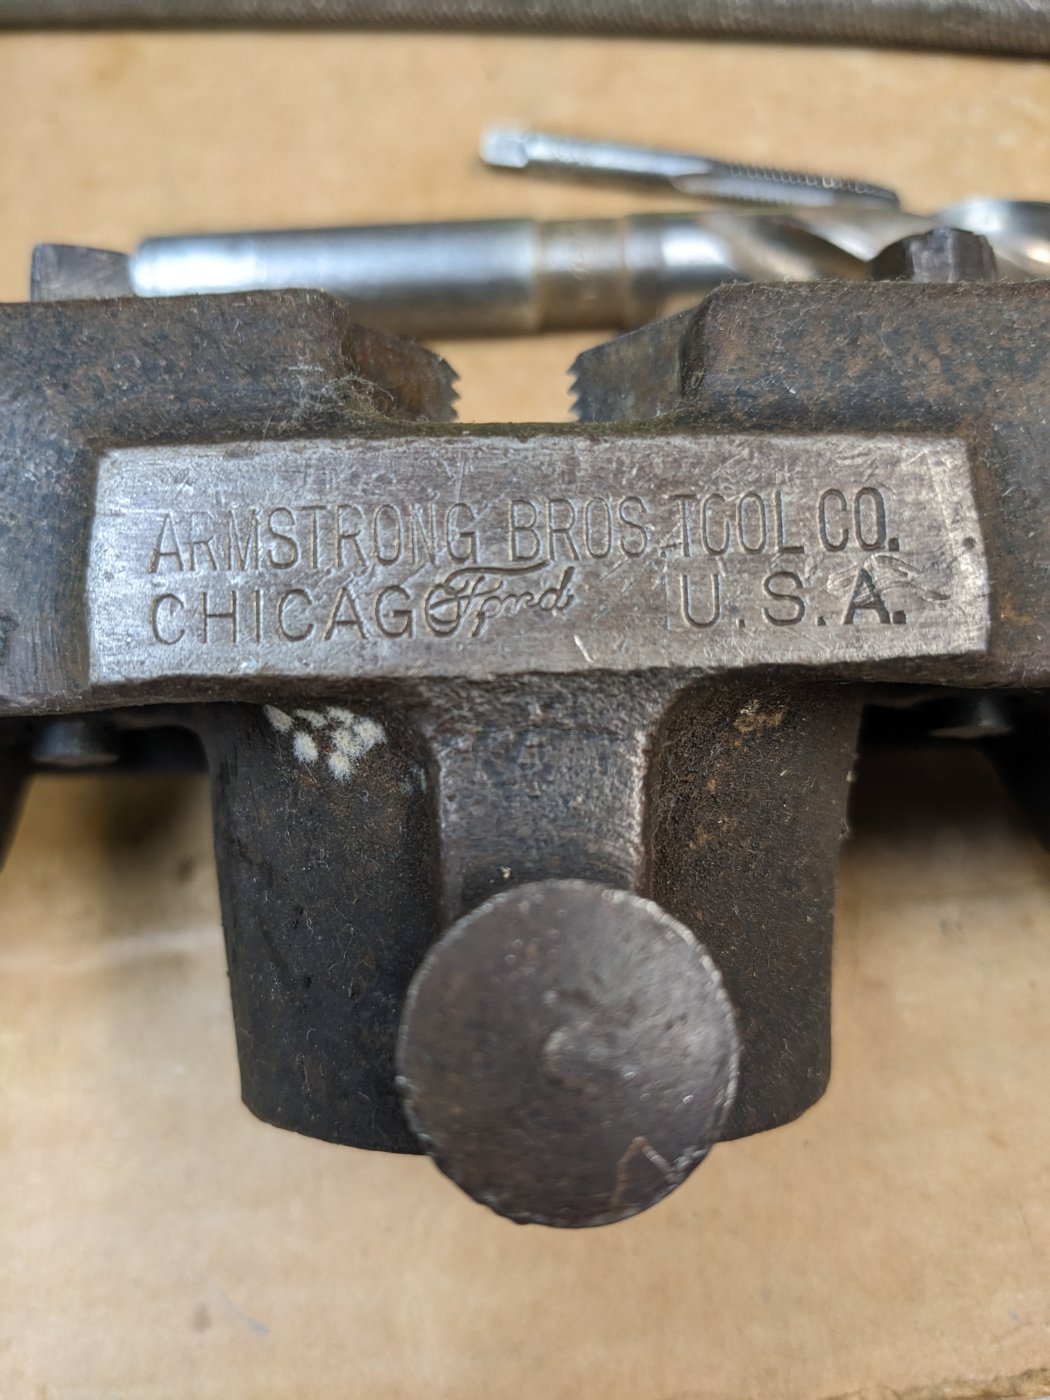 ARMSTRONG BROS. TOOL CO.
CHICAGO Ford U.S.A.